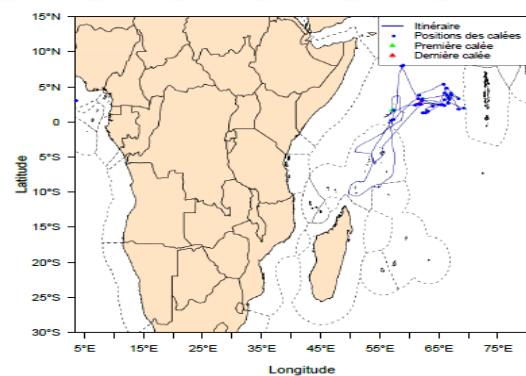 Itinéraire
Positions des calées
Première calée
Dernière calée
15°N
10°N
5°N
0
5°S
10°S
15°S
20°S
25°S
30°S
Latitude
5°E 15°E 25°E 35°E 45°E 55°E 65°E 75°E
Longitude